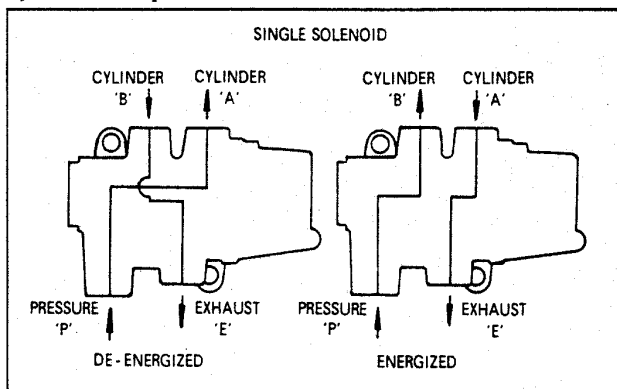 SINGLE SOLENOID
CYLINDER CYLINDER CYLINDER CYLINDER
'B' 'A' 'B' 'A'
PRESSURE EXHAUST PRESSURE EXHAUST
'P' 'E' 'P' 'E'
DE-ENERGIZED ENERGIZED